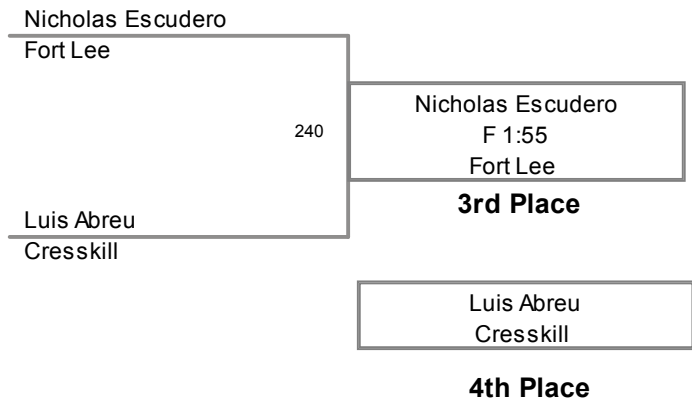 Nicholas Escudero
Fort Lee
240
Nicholas Escudero
F 1:55
Fort Lee
3rd Place
Luis Abreu
Cresskill
Luis Abreu
Cresskill
4th Place